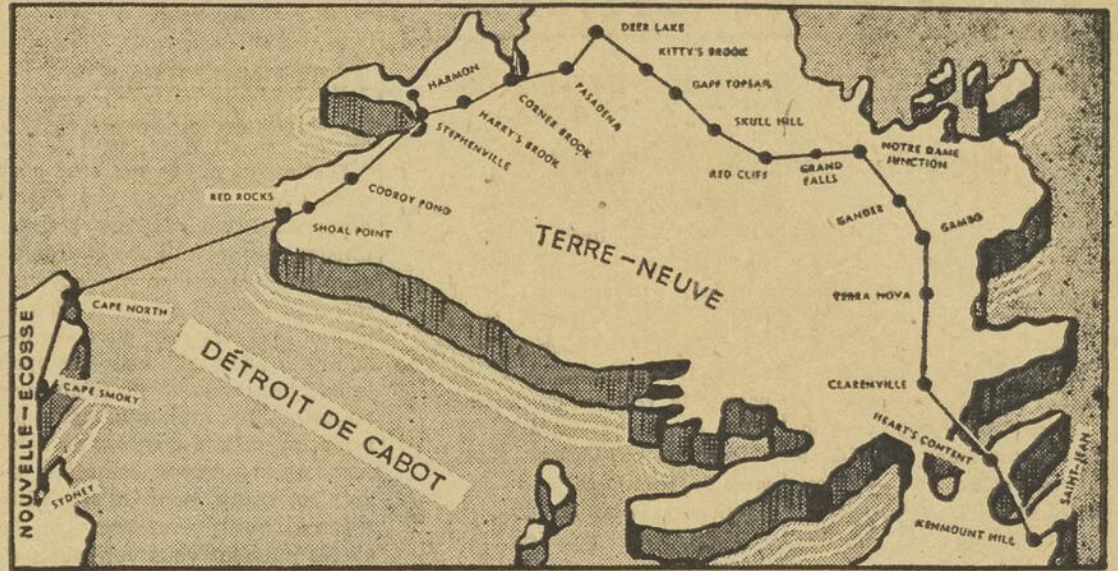 DEER LAKE
KITTY'S BROOK
GAFF TOPSAIL
SKULL HILL
RED CLIFF
GRAND
FALLS
NOTRE DAME
JUNCTION
GANDER
GAMBO
TERRA NOVA
CLARENVILLE
HEART'S CONTENT
SAINT-JEAN
KENMOUNT HILL
HARMON
PASADENA
CORNER BROOK
HARRY'S BROOK
STEPHENVILLE
CODROY POND
RED ROCKS
SHOAL POINT
TERRE-NEUVE
CAPE NORTH
CAPE SMOKY
SYDNEY
NOUVELLE-ECOSSE
DÉTROIT DE CABOT